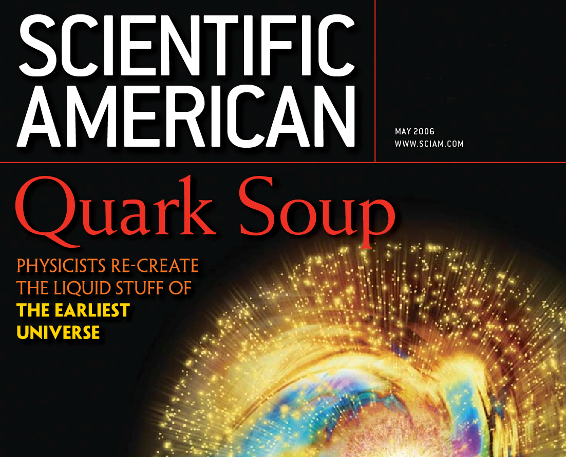 SCIENTIFIC
AMERICAN
MAY 2006
WWW.SCIAM.COM
Quark Soup
PHYSICISTS RE-CREATE
THE LIQUID STUFF OF
THE EARLIEST
UNIVERSE